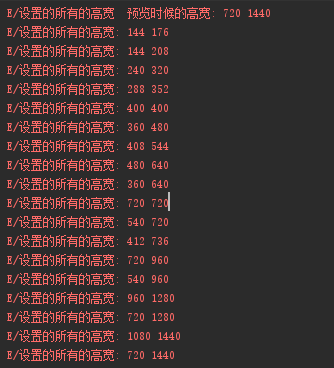 E/设置的所有的高宽 预览时候的高宽: 720 1440
E/设置的所有的高宽: 144 176
E/设置的所有的高宽: 144 208
E/设置的所有的高宽: 240 320
E/设置的所有的高宽: 288 352
E/设置的所有的高宽: 400 400
E/设置的所有的高宽: 360 480
E/设置的所有的高宽: 408 544
E/设置的所有的高宽: 480 640
E/设置的所有的高宽: 360 640
E/设置的所有的高宽: 720 720
E/设置的所有的高宽: 540 720
E/设置的所有的高宽: 412 736
E/设置的所有的高宽: 720 960
E/设置的所有的高宽: 540 960
E/设置的所有的高宽: 960 1280
E/设置的所有的高宽: 720 1280
E/设置的所有的高宽: 1080 1440
E/设置的所有的高宽: 720 1440